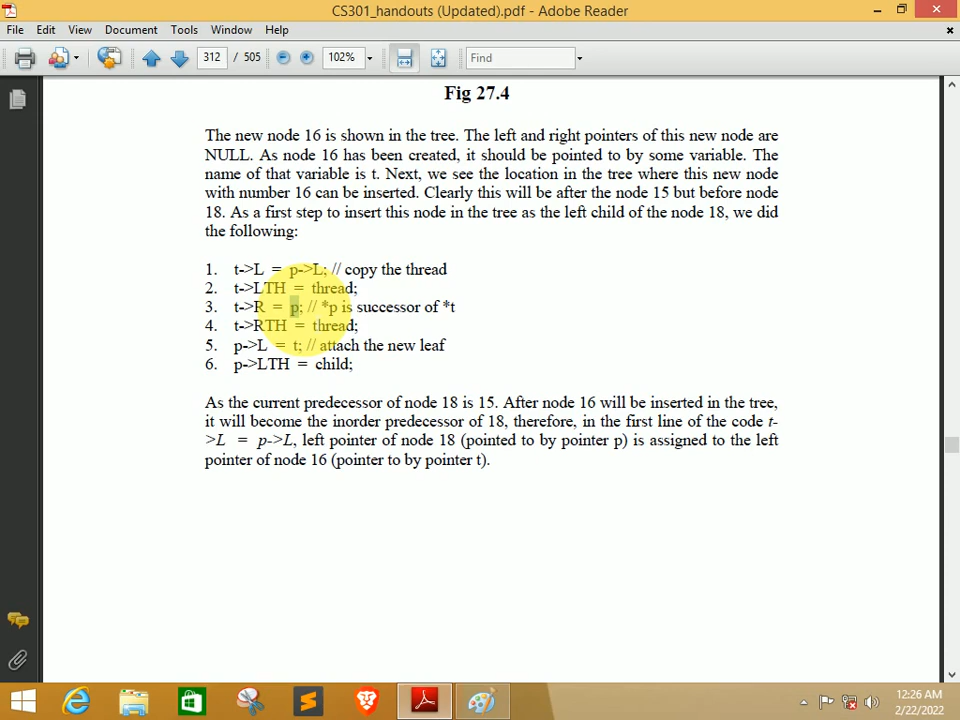 CS301_handouts (Updated).pdf - Adobe Reader
File Edit View Document Tools Window Help
312 / 505 102% Find
Fig 27.4
The new node 16 is shown in the tree. The left and right pointers of this new node are
NULL. As node 16 has been created, it should be pointed to by some variable. The
name of that variable is t. Next, we see the location in the tree where this new node
with number 16 can be inserted. Clearly this will be after the node 15 but before node
18. As a first step to insert this node in the tree as the left child of the node 18, we did
the following:
1. t->L = p->L; // copy the thread
2. t->LTH = thread;
3. t->R = p; // *p is successor of *t
4. t->RTH = thread;
5. p->L = t; // attach the new leaf
6. p->LTH = child;
As the current predecessor of node 18 is 15. After node 16 will be inserted in the tree,
it will become the inorder predecessor of 18, therefore, in the first line of the code t-
>L = p->L, left pointer of node 18 (pointed to by pointer p) is assigned to the left
pointer of node 16 (pointer to by pointer t).
12:26 AM
2/22/2022